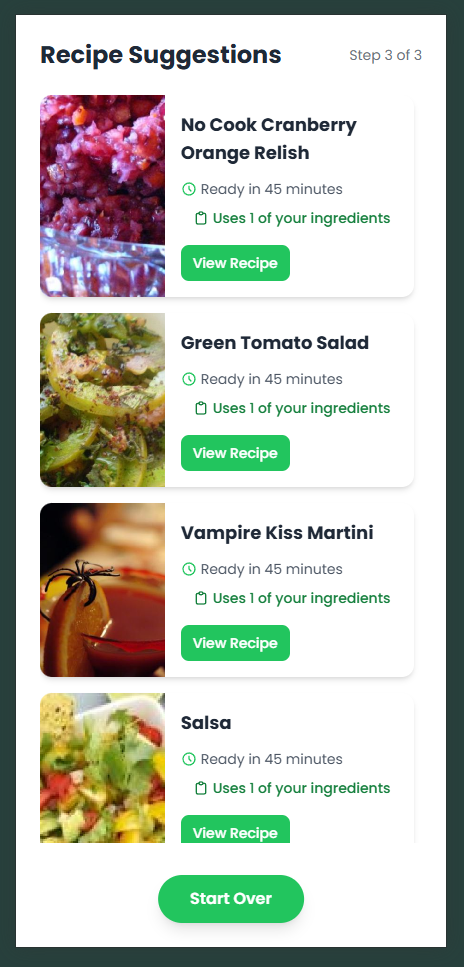 Recipe Suggestions
Step 3 of 3
No Cook Cranberry
Orange Relish
Ready in 45 minutes
Uses 1 of your ingredients
View Recipe
Green Tomato Salad
Ready in 45 minutes
Uses 1 of your ingredients
View Recipe
Vampire Kiss Martini
Ready in 45 minutes
Uses 1 of your ingredients
View Recipe
Salsa
Ready in 45 minutes
Uses 1 of your ingredients
View Recipe
Start Over